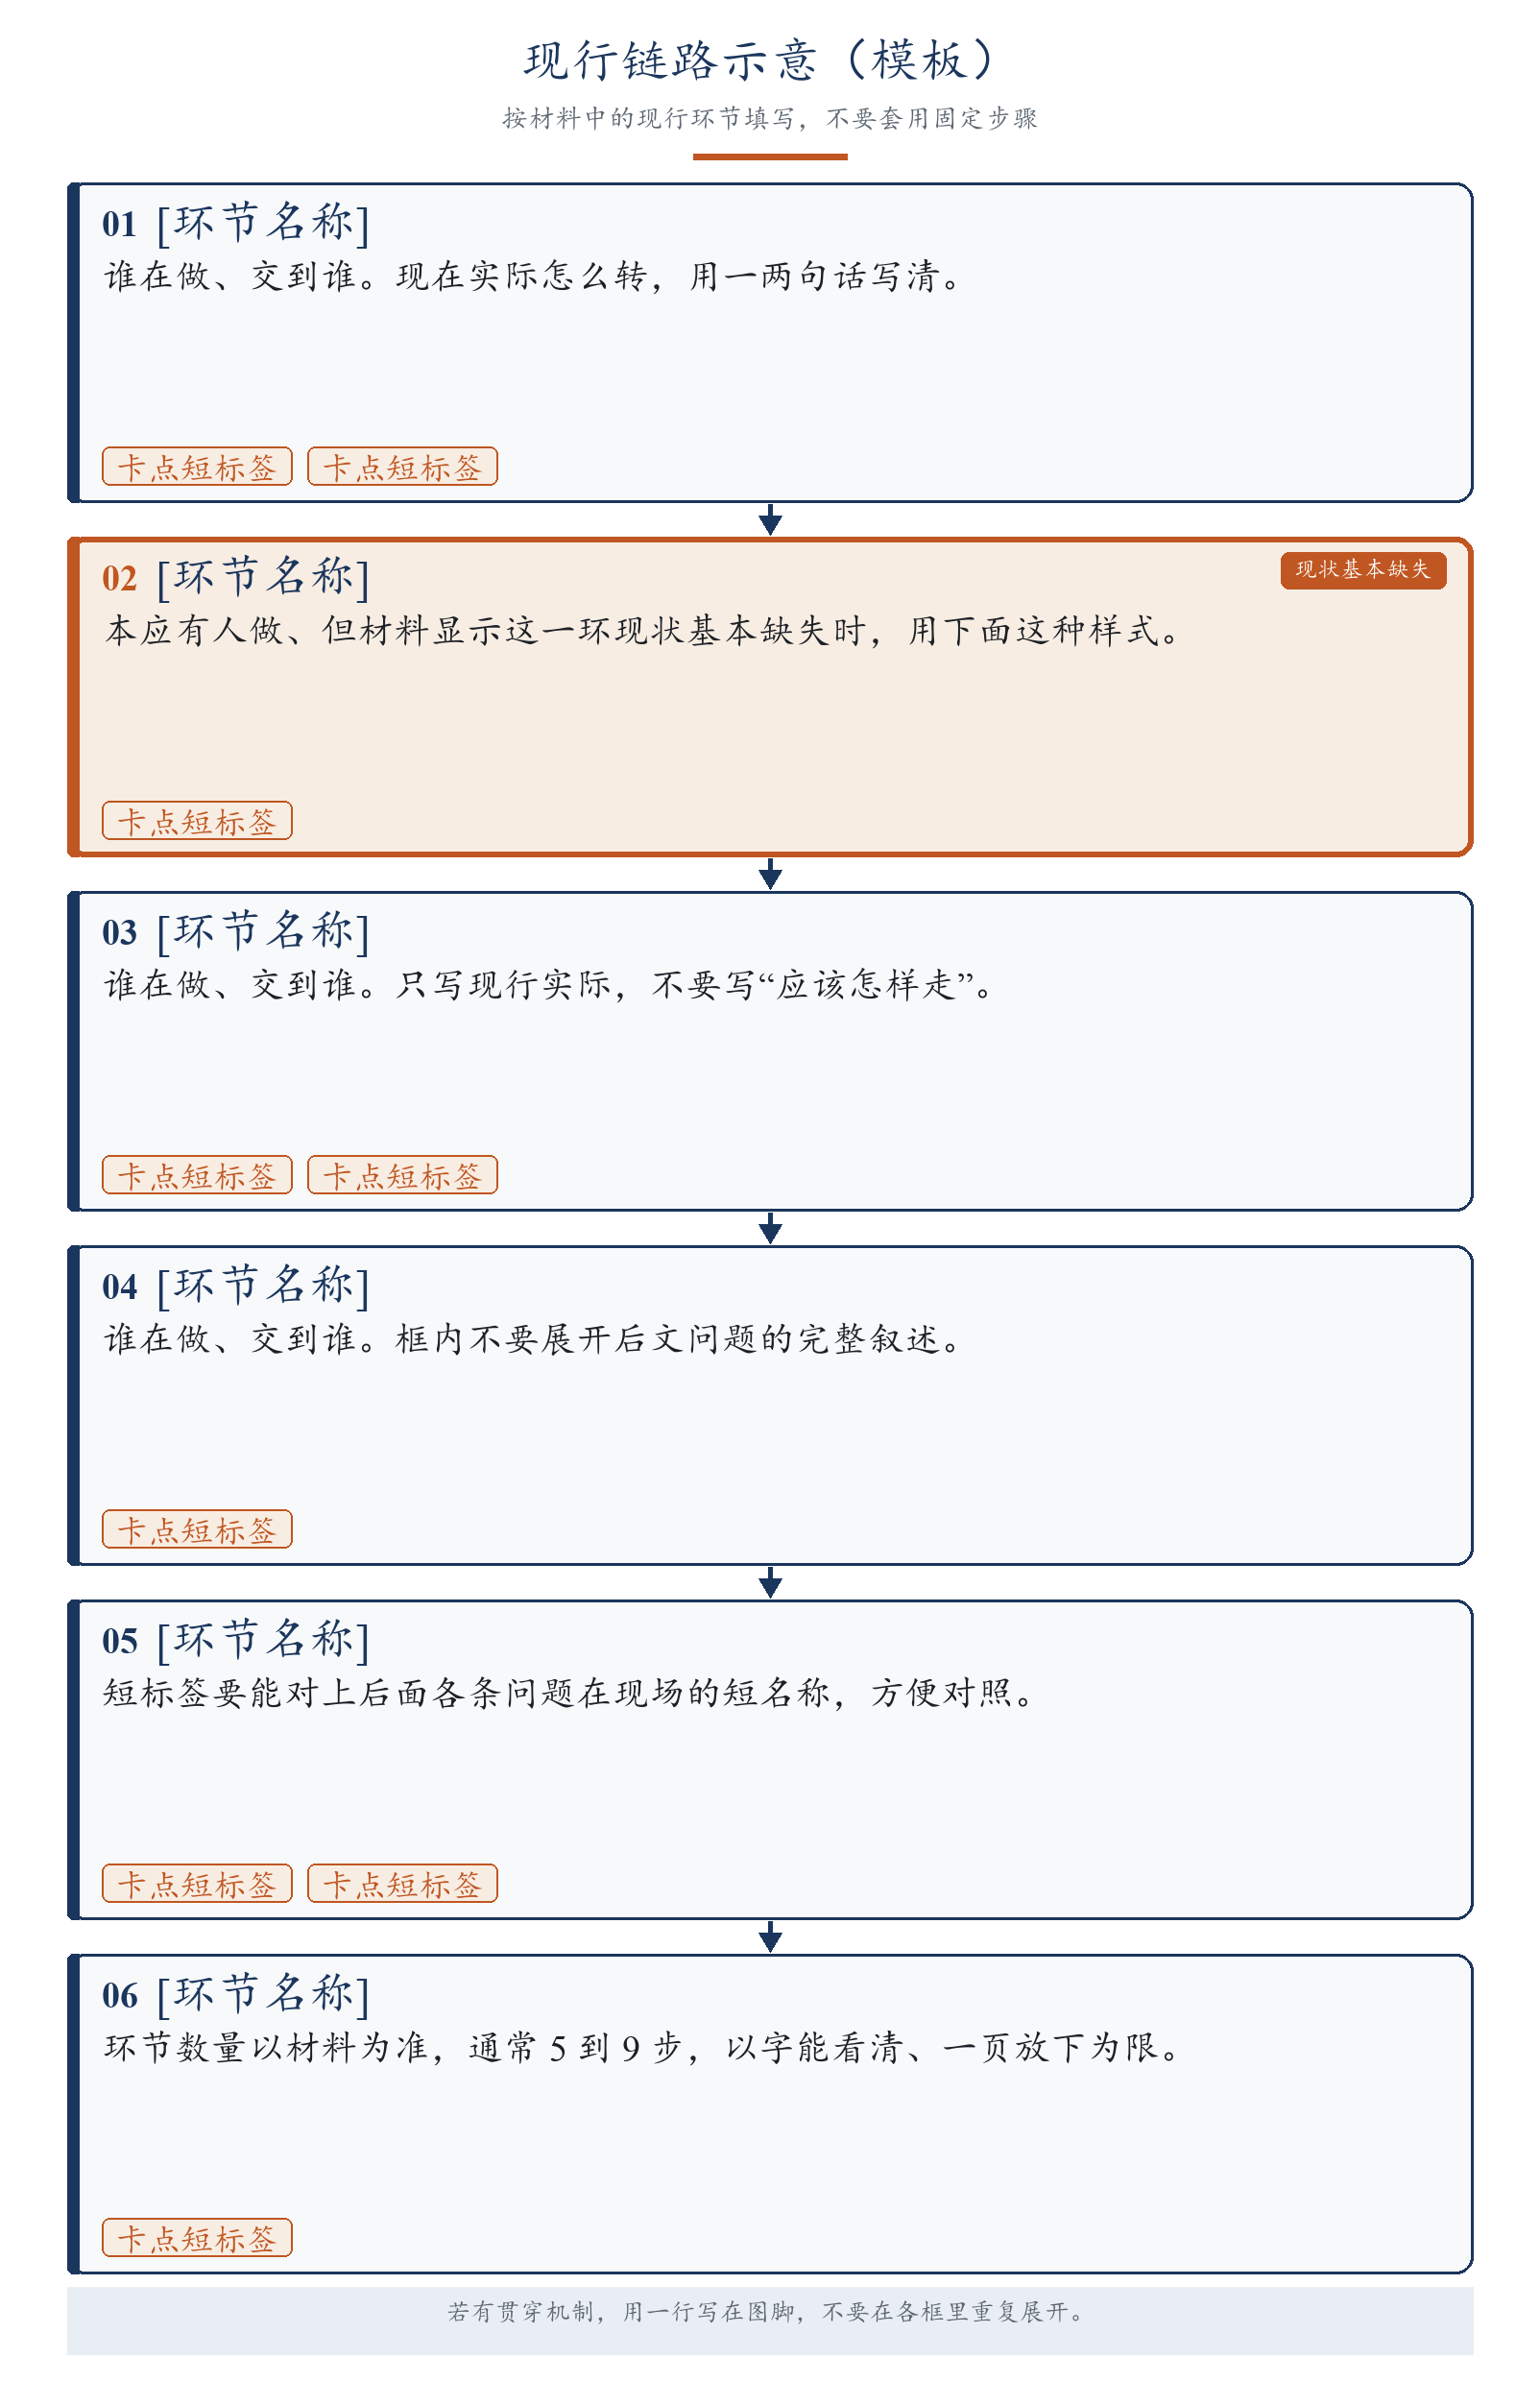 现行链路示意（模板）
按材料中的现行环节填写，不要套用固定步骤
01 [环节名称]
谁在做、交到谁。现在实际怎么转，用一两句话写清。
卡点短标签 卡点短标签
02 [环节名称] 现状基本缺失
本应有人做、但材料显示这一环现状基本缺失时，用下面这种样式。
卡点短标签
03 [环节名称]
谁在做、交到谁。只写现行实际，不要写“应该怎样走”。
卡点短标签 卡点短标签
04 [环节名称]
谁在做、交到谁。框内不要展开后文问题的完整叙述。
卡点短标签
05 [环节名称]
短标签要能对上后面各条问题在现场的短名称，方便对照。
卡点短标签 卡点短标签
06 [环节名称]
环节数量以材料为准，通常 5 到 9 步，以字能看清、一页放下为限。
卡点短标签
若有贯穿机制，用一行写在图脚，不要在各框里重复展开。